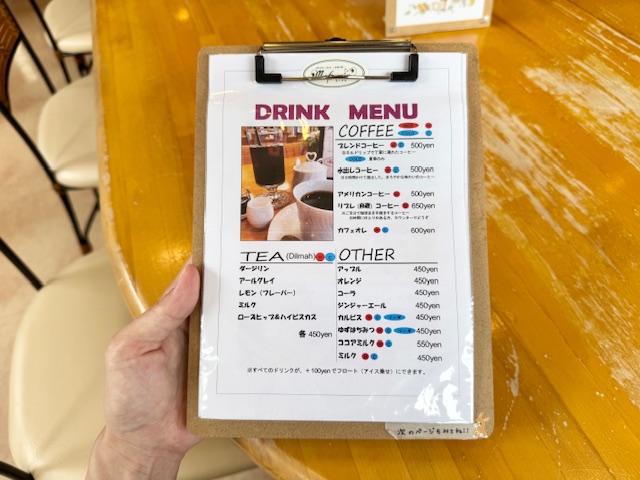 DRINK MENU
COFFEE
ブレンドコーヒー 500yen
夏季のみ
水出しコーヒー 500yen
アメリカンコーヒー 500yen
リブレ（自遊）コーヒー 650yen
カフェオレ 600yen
TEA (Dilmah)
ダージリン
アールグレイ
レモン（フレーバー）
ミルク
ローズヒップ&ハイビスカス
各 450yen
OTHER
アップル 450yen
オレンジ 450yen
コーラ 450yen
ジンジャーエール 450yen
カルピス 450yen
ゆずはちみつ 450yen
ココアミルク 550yen
ミルク 450yen
※すべてのドリンクが、＋100yenでフロート（アイス乗せ）にできます。
次のページもみてね!!